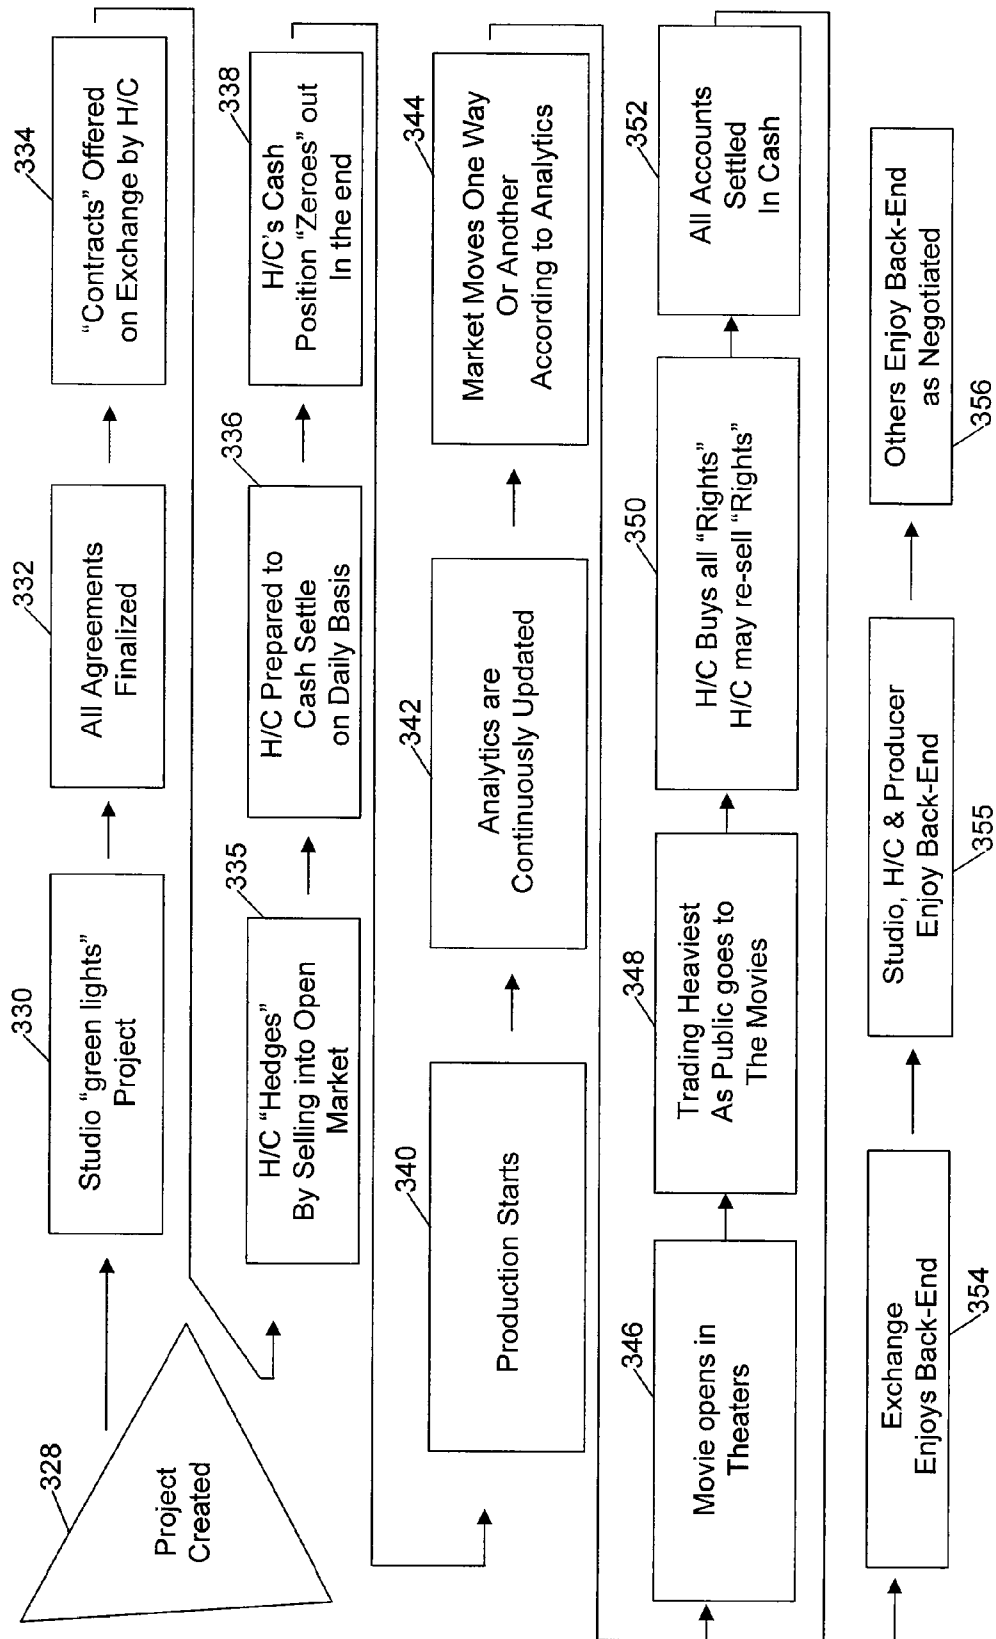 328
Project
Created
330
Studio "green lights"
Project
332
All Agreements
Finalized
334
"Contracts" Offered
on Exchange by H/C
335
H/C "Hedges"
By Selling into Open
Market
336
H/C Prepared to
Cash Settle
on Daily Basis
338
H/C's Cash
Position "Zeroes" out
In the end
340
Production Starts
342
Analytics are
Continuously Updated
344
Market Moves One Way
Or Another
According to Analytics
346
Movie opens in
Theaters
348
Trading Heaviest
As Public goes to
The Movies
350
H/C Buys all "Rights"
H/C may re-sell "Rights"
352
All Accounts
Settled
In Cash
Exchange
Enjoys Back-End
354
Studio, H/C & Producer
Enjoy Back-End
355
Others Enjoy Back-End
as Negotiated
356